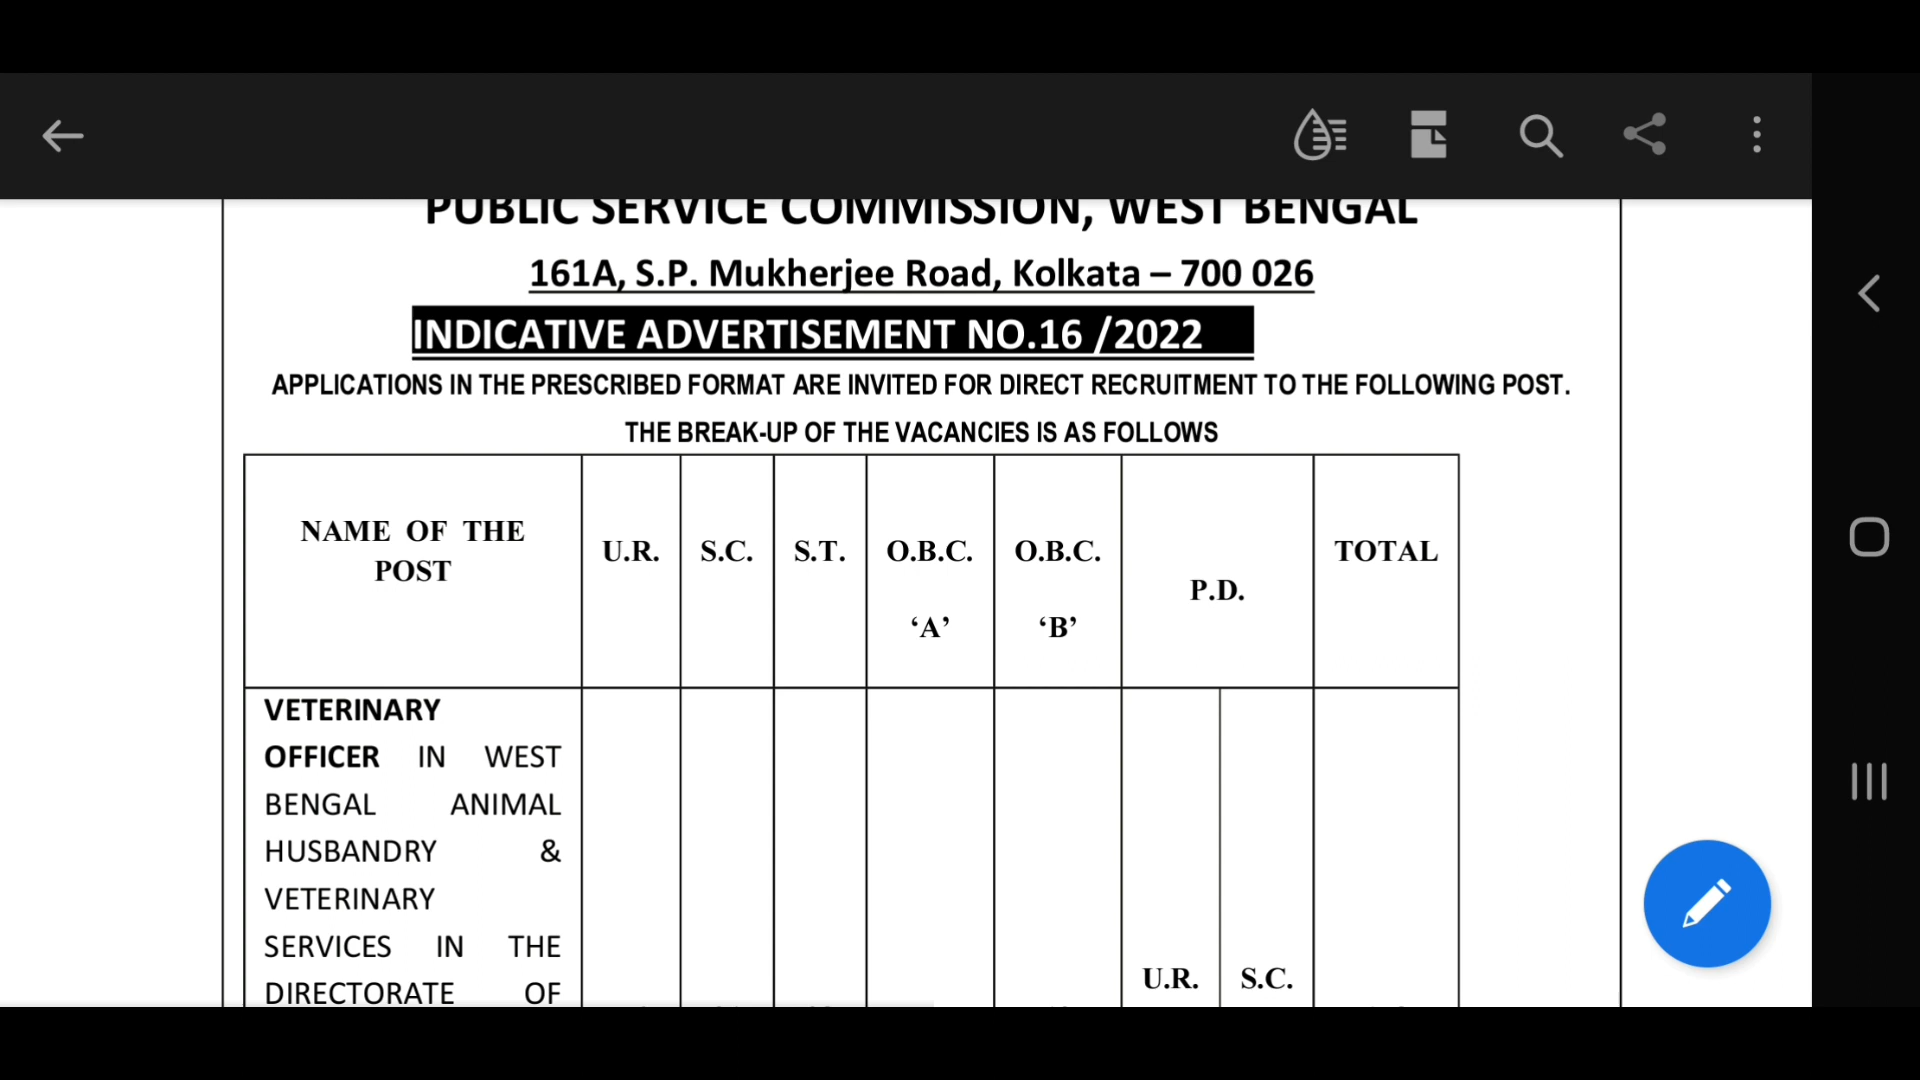 PUBLIC SERVICE COMMISSION, WEST BENGAL
161A, S.P. Mukherjee Road, Kolkata – 700 026
INDICATIVE ADVERTISEMENT NO.16 /2022
APPLICATIONS IN THE PRESCRIBED FORMAT ARE INVITED FOR DIRECT RECRUITMENT TO THE FOLLOWING POST.
THE BREAK-UP OF THE VACANCIES IS AS FOLLOWS
NAME OF THE
POST
U.R.
S.C.
S.T.
O.B.C.
‘A’
O.B.C.
‘B’
P.D.
TOTAL
VETERINARY
OFFICER IN WEST
BENGAL ANIMAL
HUSBANDRY &
VETERINARY
SERVICES IN THE
DIRECTORATE OF
U.R.
S.C.